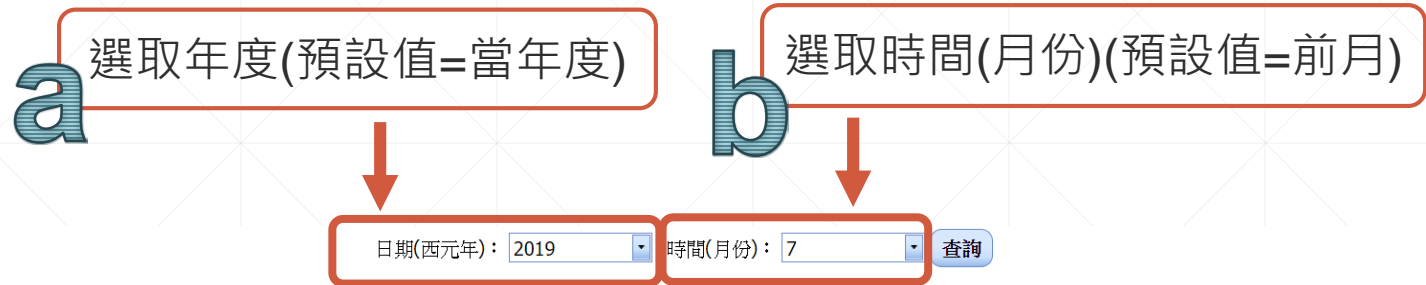 a 選取年度(預設值=當年度)
b 選取時間(月份)(預設值=前月)
日期(西元年)： 2019 時間(月份)： 7 查詢